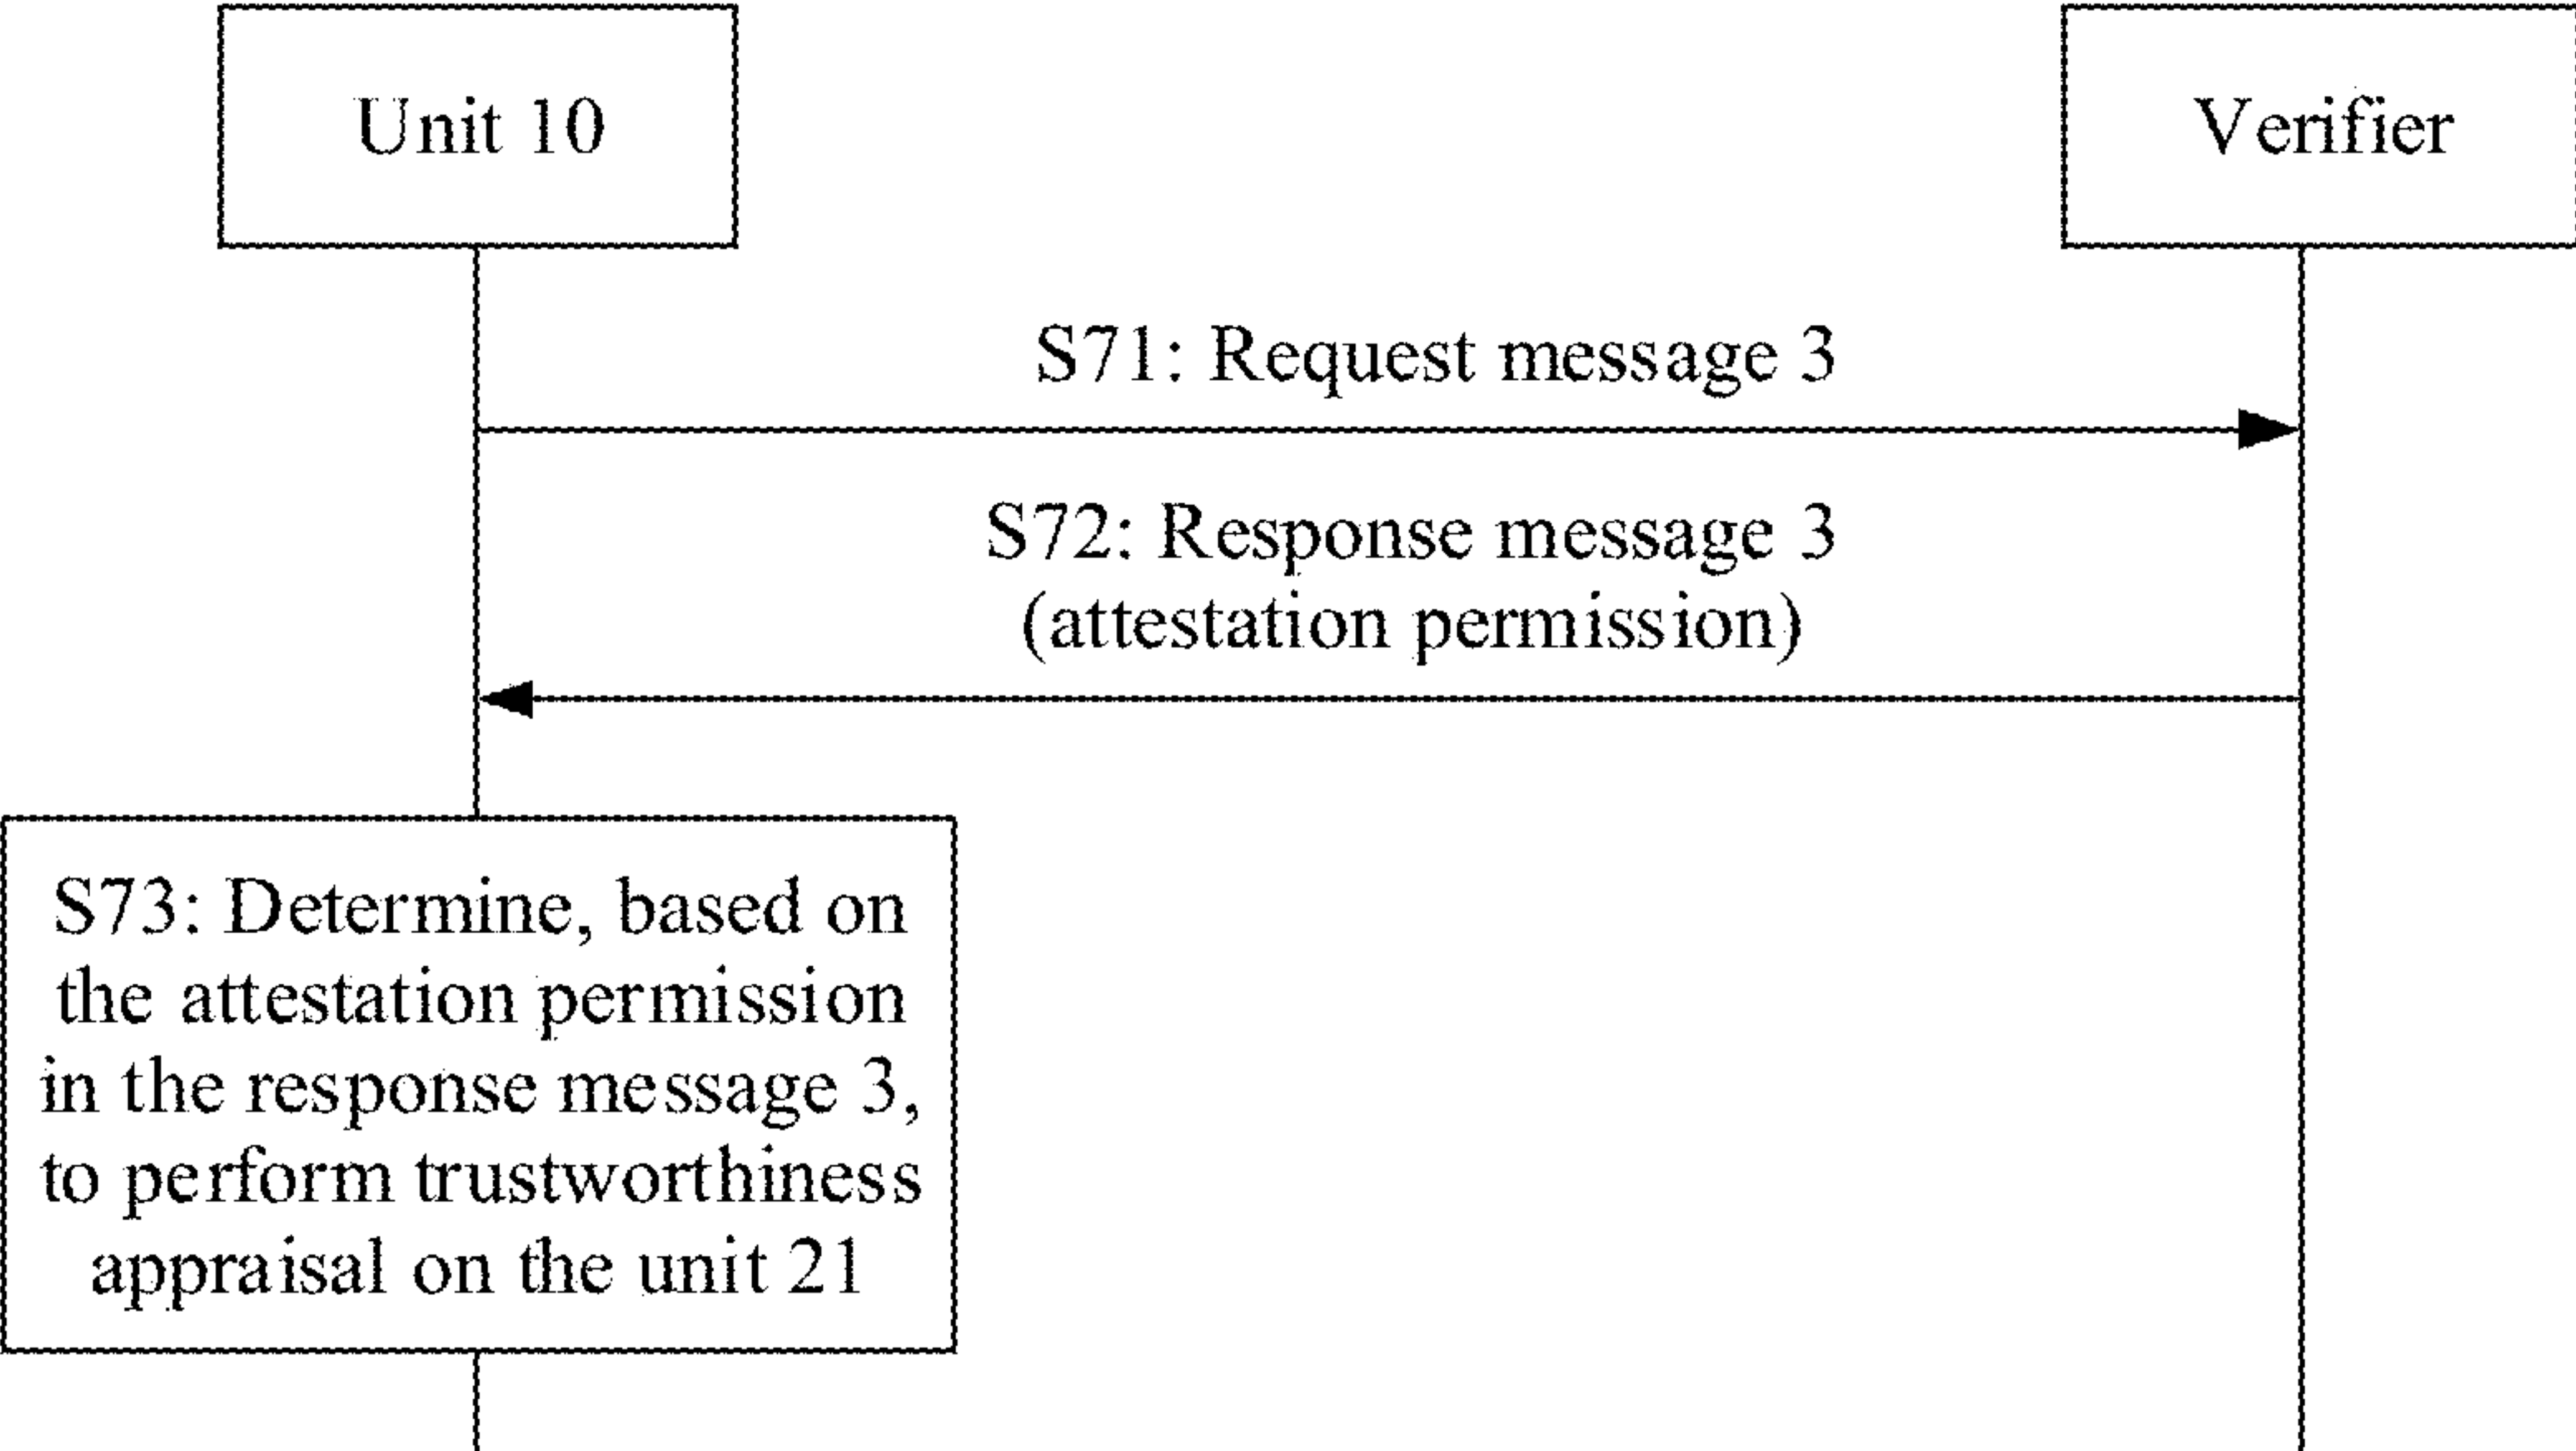 Unit 10
Verifier
S71: Request message 3
S72: Response message 3
(attestation permission)
S73: Determine, based on
the attestation permission
in the response message 3,
to perform trustworthiness
appraisal on the unit 21